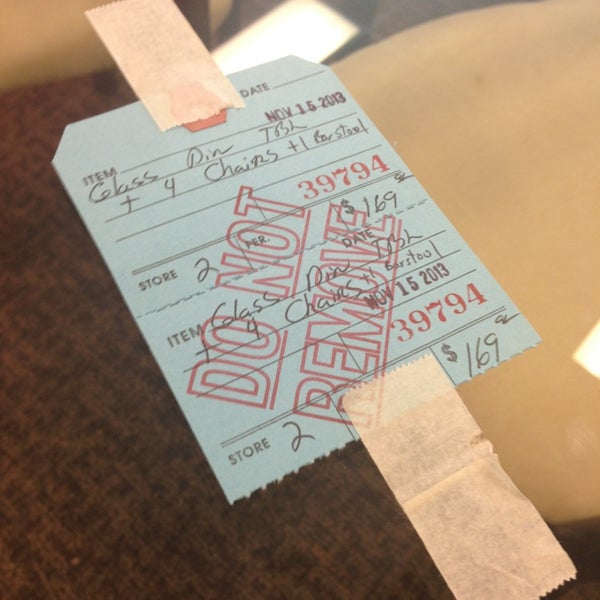 DATE
NOV 15 2013
ITEM Glass Din TBL
+ 4 Chairs +1 Barstool
39794
STORE 2 PER. $169
DO NOT REMOVE
DATE
ITEM Glass Din TBL
+ 4 Chairs +1 Barstool
NOV 15 2013
39794
$169
STORE 2